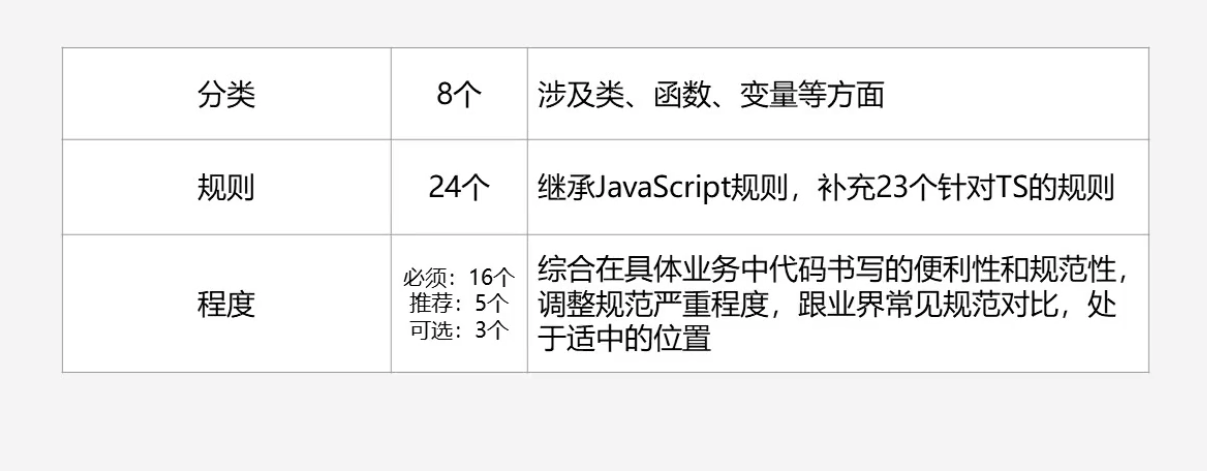 分类
8个
涉及类、函数、变量等方面
规则
24个
继承JavaScript规则，补充23个针对TS的规则
程度
必须：16个
推荐：5个
可选：3个
综合在具体业务中代码书写的便利性和规范性，
调整规范严重程度，跟业界常见规范对比，处
于适中的位置